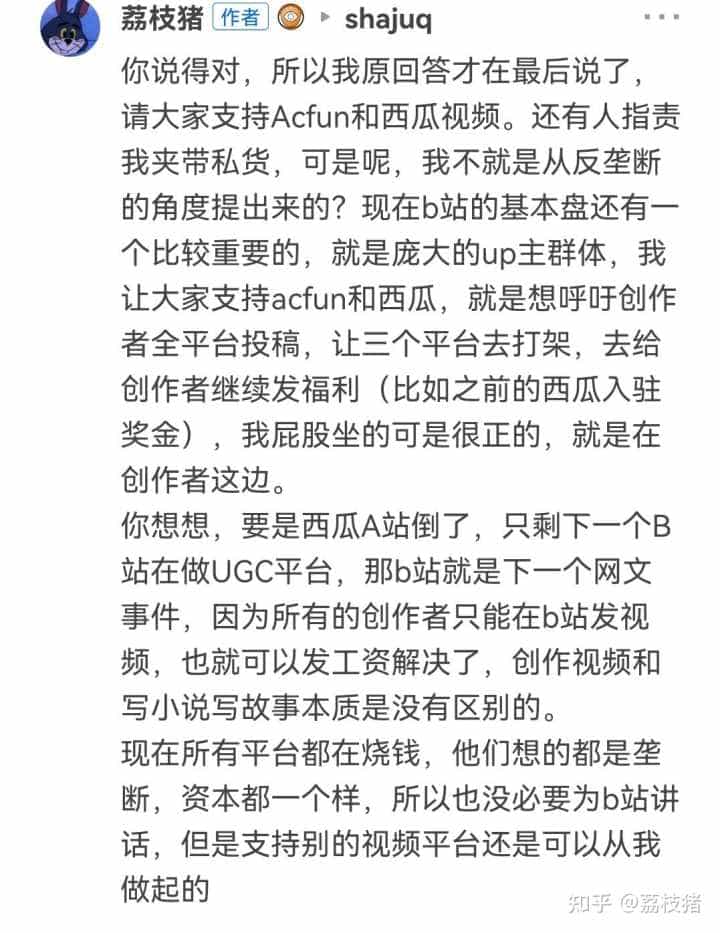 荔枝猪 作者 ▸ shajuq ···
你说得对，所以我原回答才在最后说了，
请大家支持Acfun和西瓜视频。还有人指责
我夹带私货，可是呢，我不就是从反垄断
的角度提出来的？现在b站的基本盘还有一
个比较重要的，就是庞大的up主群体，我
让大家支持acfun和西瓜，就是想呼吁创作
者全平台投稿，让三个平台去打架，去给
创作者继续发福利（比如之前的西瓜入驻
奖金），我屁股坐的可是很正的，就是在
创作者这边。
你想想，要是西瓜A站倒了，只剩下一个B
站在做UGC平台，那b站就是下一个网文
事件，因为所有的创作者只能在b站发视
频，也就可以发工资解决了，创作视频和
写小说写故事本质是没有区别的。
现在所有平台都在烧钱，他们想的都是垄
断，资本都一个样，所以也没必要为b站讲
话，但是支持别的视频平台还是可以从我
做起的
知乎 @荔枝猪